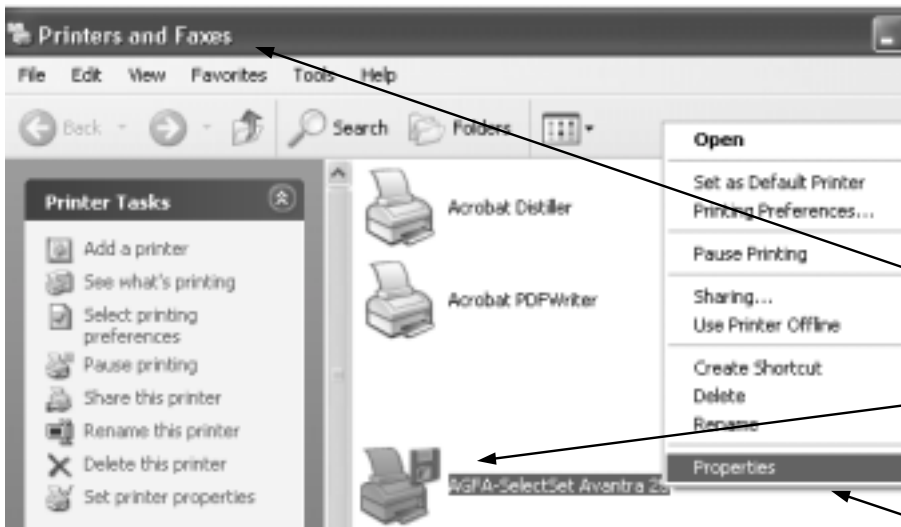 Printers and Faxes
File Edit View Favorites Tools Help
Back Search Folders
Printer Tasks
Add a printer
See what's printing
Select printing
preferences
Pause printing
Share this printer
Rename this printer
Delete this printer
Set printer properties
Acrobat Distiller
Acrobat PDFWriter
AGFA-SelectSet Avantra
Open
Set as Default Printer
Printing Preferences...
Pause Printing
Sharing...
Use Printer Offline
Create Shortcut
Delete
Rename
Properties